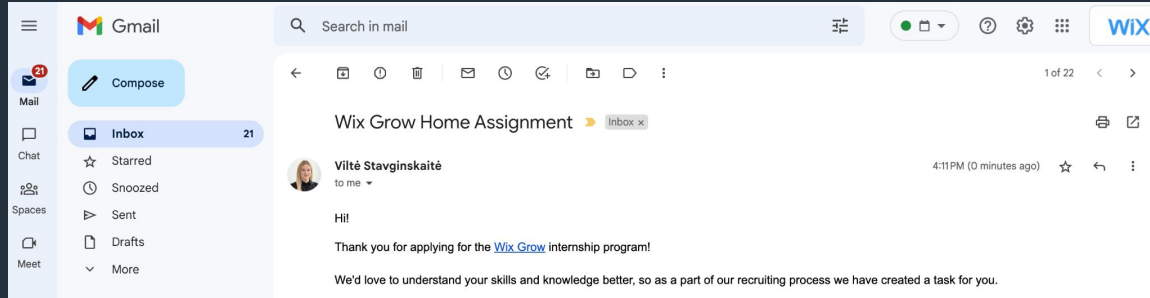 Gmail
Search in mail
WiX
21
Mail
Compose
1 of 22
Inbox 21
Wix Grow Home Assignment Inbox x
Chat
Starred
Viltė Stavginskaitė 4:11 PM (0 minutes ago)
to me
Snoozed
Spaces
Sent
Hi!
Drafts
Thank you for applying for the Wix Grow internship program!
Meet
More
We'd love to understand your skills and knowledge better, so as a part of our recruiting process we have created a task for you.